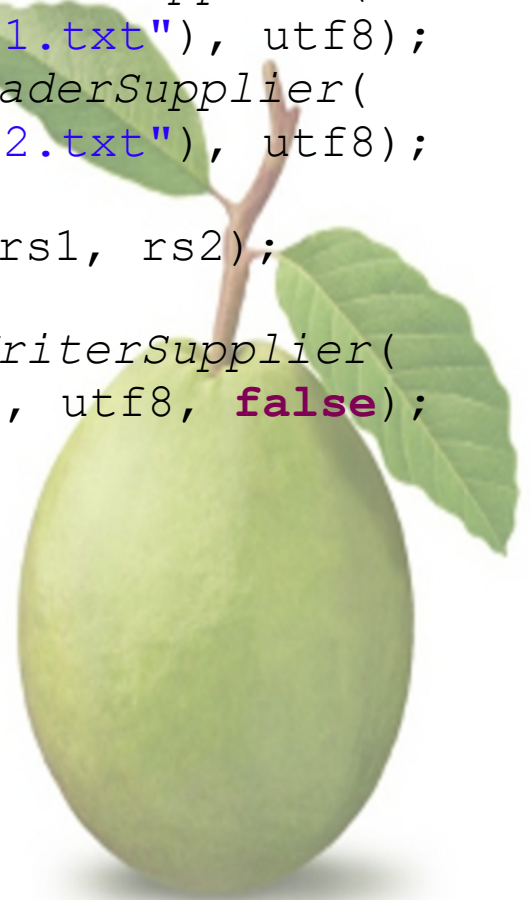 1.txt"), utf8);
aderSupplier(
2.txt"), utf8);
rs1, rs2);
riterSupplier(
, utf8, false);